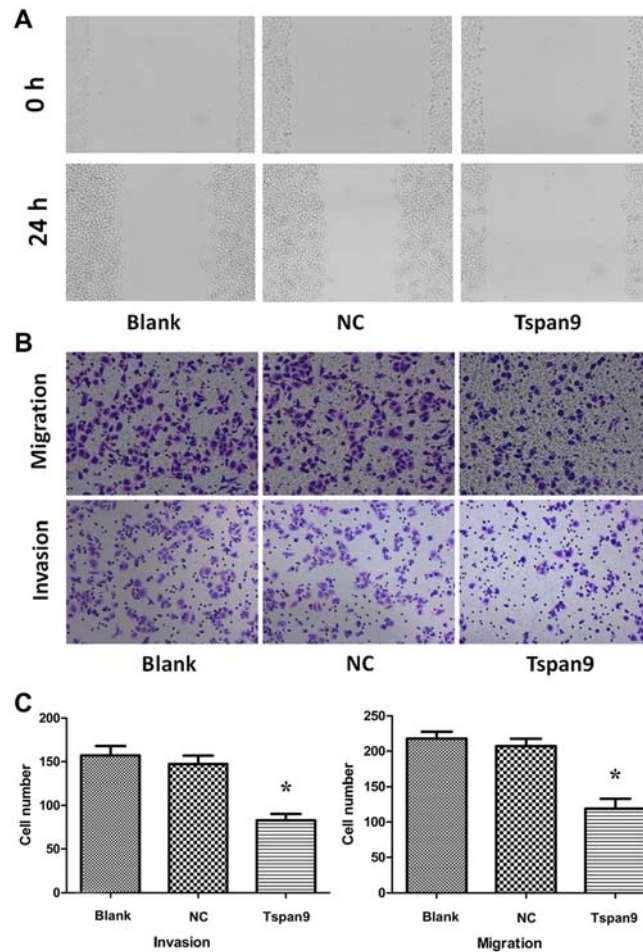 A
0 h
24 h
Blank NC Tspan9
B
Migration
Invasion
Blank NC Tspan9
C
200
150
100
50
0
Cell number
*
Blank NC Tspan9
Invasion
250
200
150
100
50
0
Cell number
*
Blank NC Tspan9
Migration